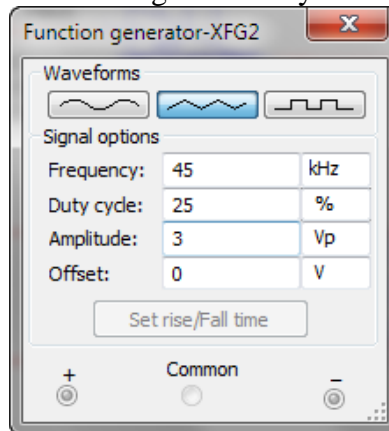 Function generator-XFG2
X
Waveforms
Signal options
Frequency: 45 kHz
Duty cycle: 25 %
Amplitude: 3 Vp
Offset: 0 V
Set rise/Fall time
+ Common −